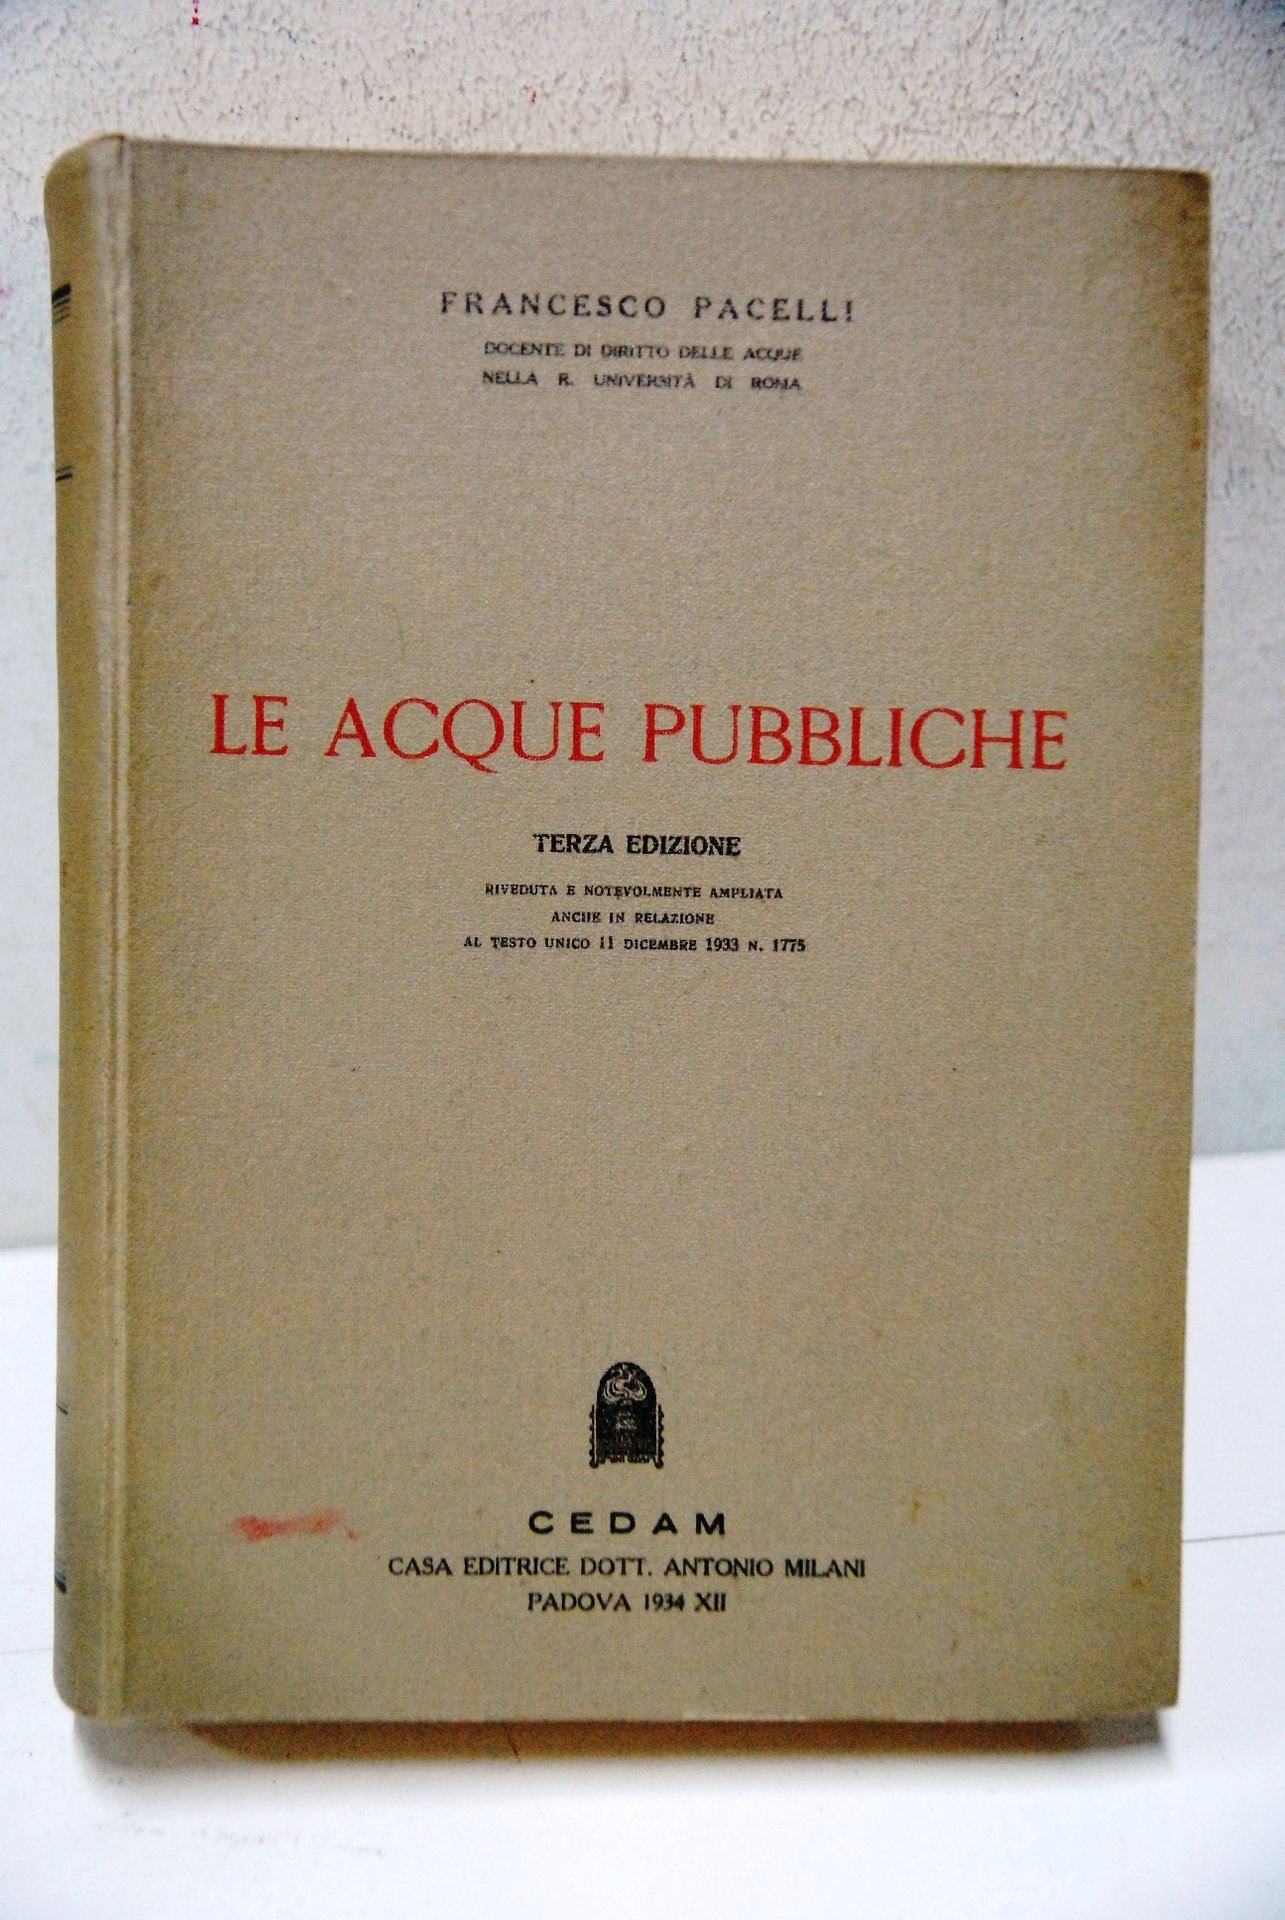 FRANCESCO PACELLI
DOCENTE DI DIRITTO DELLE ACQUE
NELLA R. UNIVERSITÀ DI ROMA
LE ACQUE PUBBLICHE
TERZA EDIZIONE
RIVEDUTA E NOTEVOLMENTE AMPLIATA
ANCHE IN RELAZIONE
AL TESTO UNICO 11 DICEMBRE 1933 N. 1775
CEDAM
CASA EDITRICE DOTT. ANTONIO MILANI
PADOVA 1934 XII